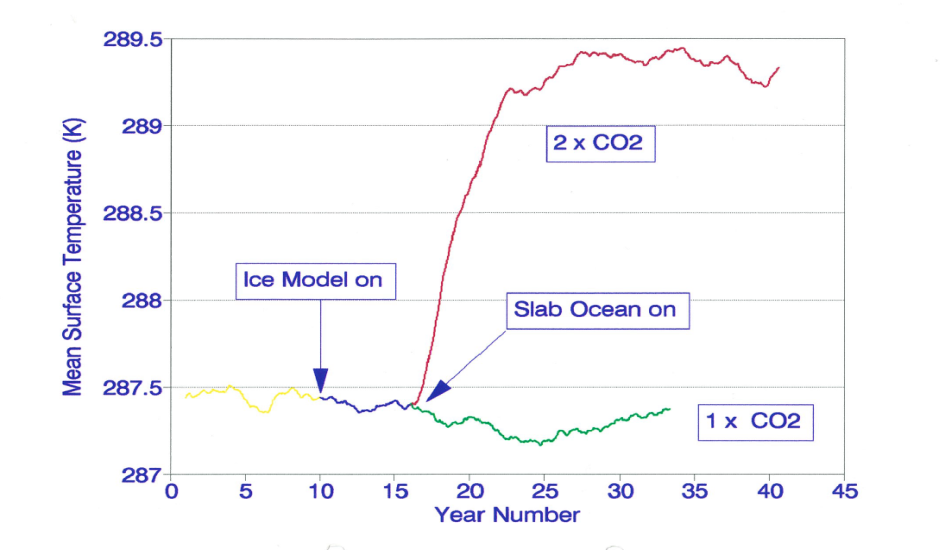 289.5
289
2 x CO2
288.5
Ice Model on
288
Slab Ocean on
287.5
1 x CO2
287
0 5 10 15 20 25 30 35 40 45
Year Number
Mean Surface Temperature (K)